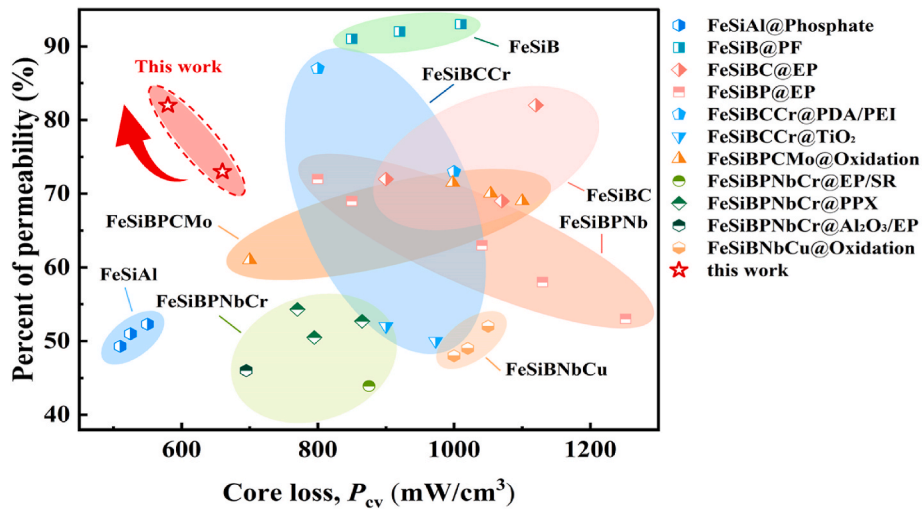 90
80
70
60
50
40
600
800
1000
1200
Percent of permeability (%)
Core loss, Pcv (mW/cm³)
This work
FeSiB
FeSiBCCr
FeSiBC
FeSiBPNb
FeSiBPCMo
FeSiAl
FeSiBPNbCr
FeSiBNbCu
FeSiAl@Phosphate
FeSiB@PF
FeSiBC@EP
FeSiBP@EP
FeSiBCCr@PDA/PEI
FeSiBCCr@TiO₂
FeSiBPCMo@Oxidation
FeSiBPNbCr@EP/SR
FeSiBPNbCr@PPX
FeSiBPNbCr@Al₂O₃/EP
FeSiBNbCu@Oxidation
this work